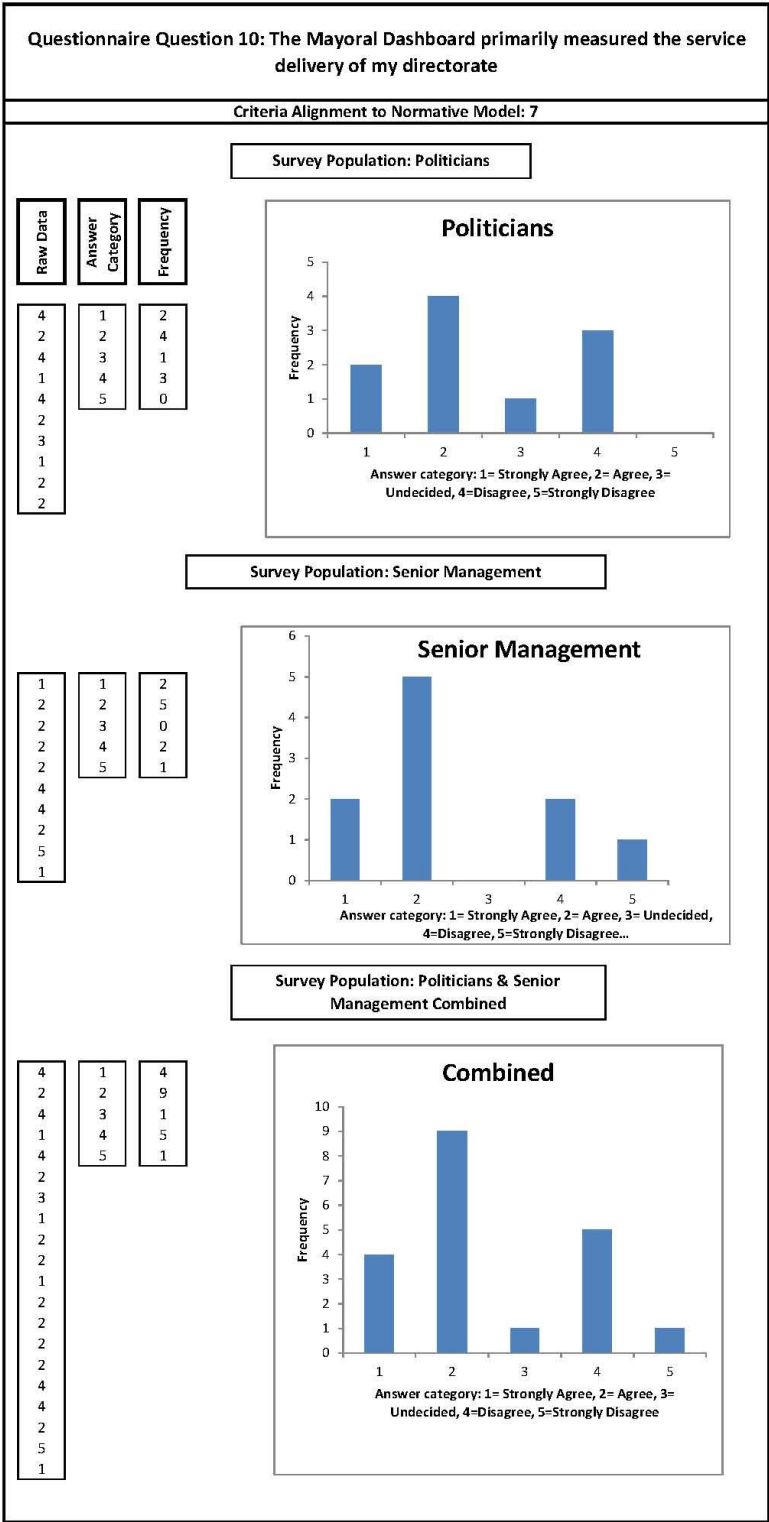 Questionnaire Question 10: The Mayoral Dashboard primarily measured the service
delivery of my directorate
Criteria Alignment to Normative Model: 7
Survey Population: Politicians
Raw Data
Answer
Category
Frequency
4 1 2
2 2 4
4 3 1
1 4 3
4 5 0
2
3
1
2
2
Politicians
5
4
3
2
1
0
Frequency
1 2 3 4 5
Answer category: 1= Strongly Agree, 2= Agree, 3=
Undecided, 4=Disagree, 5=Strongly Disagree
Survey Population: Senior Management
1 1 2
2 2 5
2 3 0
2 4 2
2 5 1
4
4
2
5
1
Senior Management
6
5
4
3
2
1
0
Frequency
1 2 3 4 5
Answer category: 1= Strongly Agree, 2= Agree, 3= Undecided,
4=Disagree, 5=Strongly Disagree…
Survey Population: Politicians & Senior
Management Combined
4 1 4
2 2 9
4 3 1
1 4 5
4 5 1
2
3
1
2
2
1
2
2
2
2
4
4
2
5
1
Combined
10
9
8
7
6
5
4
3
2
1
0
Frequency
1 2 3 4 5
Answer category: 1= Strongly Agree, 2= Agree, 3=
Undecided, 4=Disagree, 5=Strongly Disagree